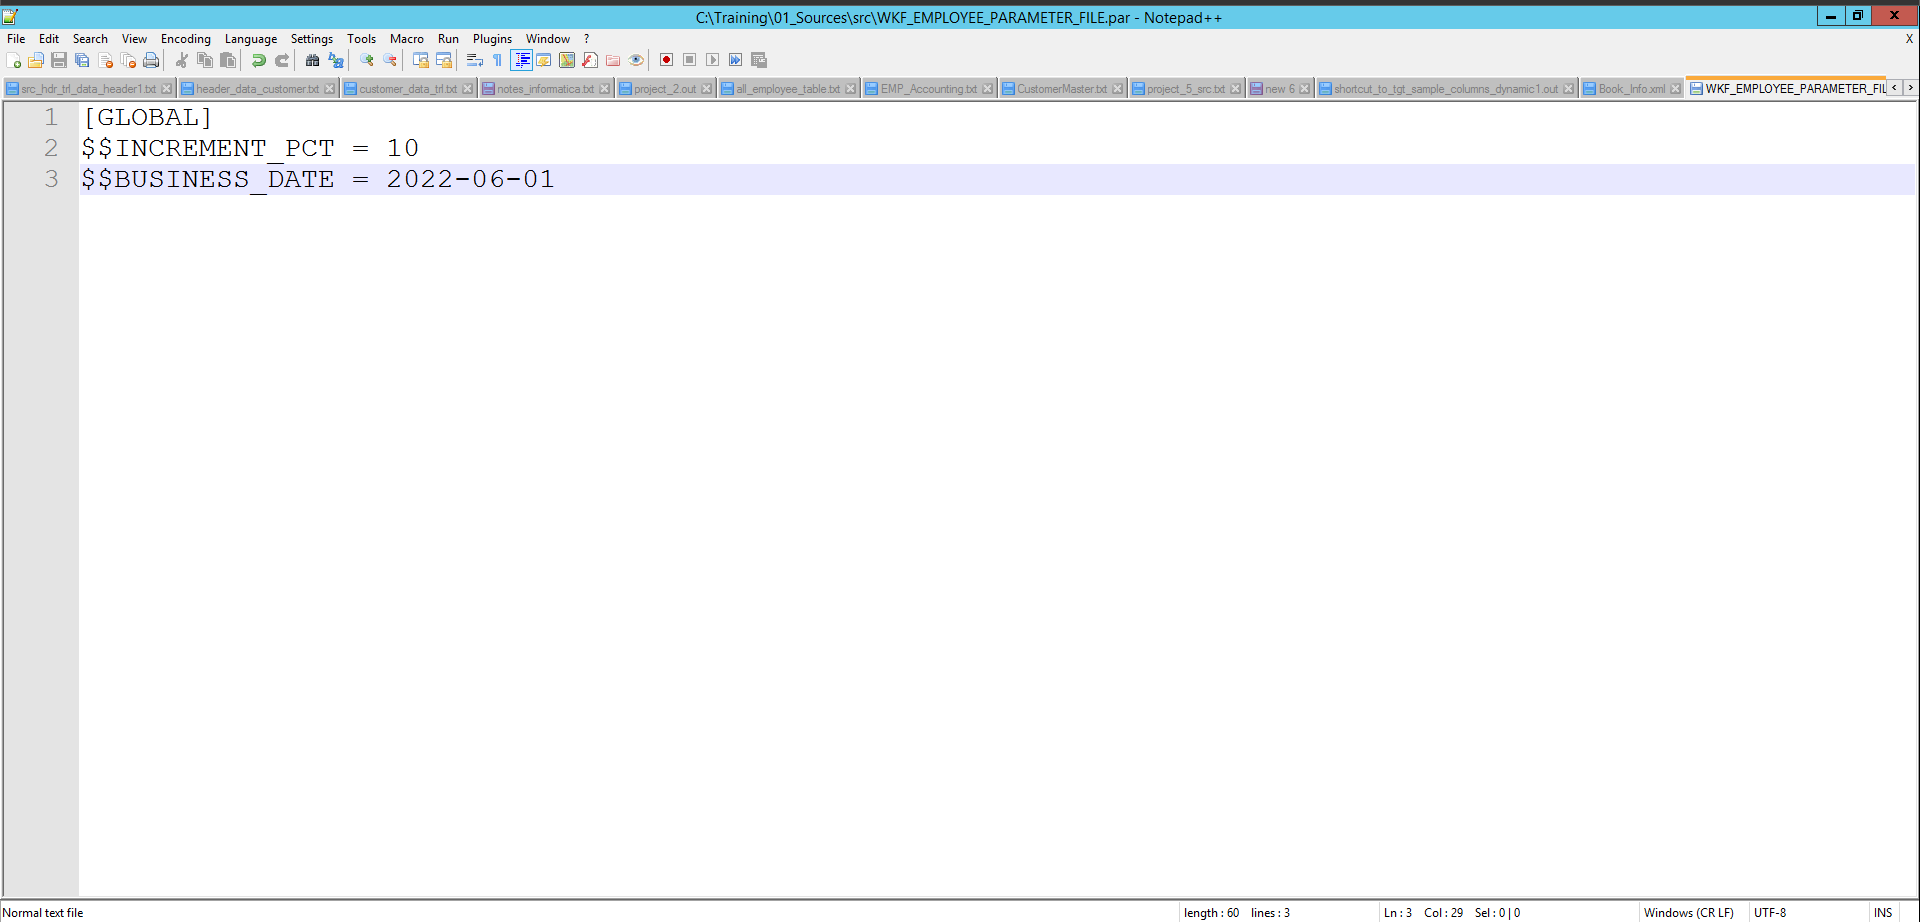 C:\Training\01_Sources\src\WKF_EMPLOYEE_PARAMETER_FILE.par - Notepad++
File Edit Search View Encoding Language Settings Tools Macro Run Plugins Window ? X
src_hdr_trl_data_header1.txt header_data_customer.txt customer_data_trl.txt notes_informatica.txt project_2.out all_employee_table.txt EMP_Accounting.txt CustomerMaster.txt project_5_src.txt new 6 shortcut_to_tgt_sample_columns_dynamic1.out Book_Info.xml WKF_EMPLOYEE_PARAMETER_FIL
1 [GLOBAL]
2 $$INCREMENT_PCT = 10
3 $$BUSINESS_DATE = 2022-06-01
Normal text file length : 60 lines : 3 Ln : 3 Col : 29 Sel : 0 | 0 Windows (CR LF) UTF-8 INS